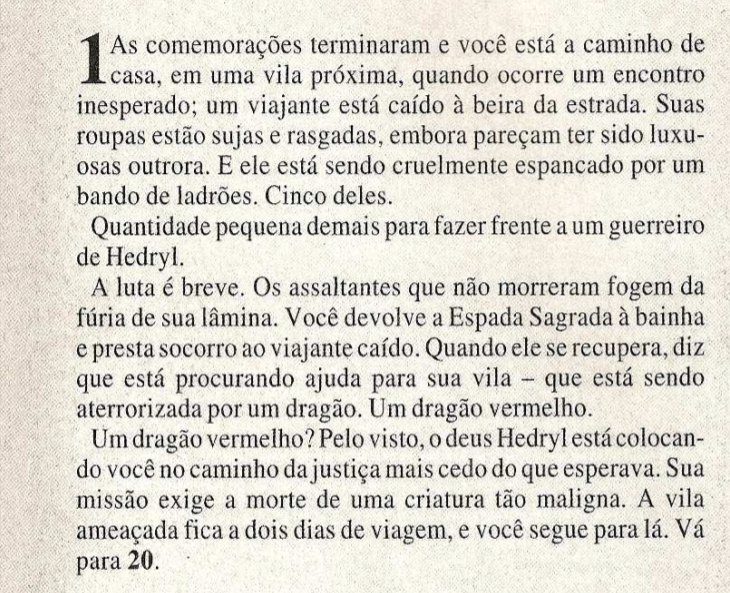 1 As comemorações terminaram e você está a caminho de
casa, em uma vila próxima, quando ocorre um encontro
inesperado; um viajante está caído à beira da estrada. Suas
roupas estão sujas e rasgadas, embora pareçam ter sido luxu-
osas outrora. E ele está sendo cruelmente espancado por um
bando de ladrões. Cinco deles.
Quantidade pequena demais para fazer frente a um guerreiro
de Hedryl.
A luta é breve. Os assaltantes que não morreram fogem da
fúria de sua lâmina. Você devolve a Espada Sagrada à bainha
e presta socorro ao viajante caído. Quando ele se recupera, diz
que está procurando ajuda para sua vila – que está sendo
aterrorizada por um dragão. Um dragão vermelho.
Um dragão vermelho? Pelo visto, o deus Hedryl está colocan-
do você no caminho da justiça mais cedo do que esperava. Sua
missão exige a morte de uma criatura tão maligna. A vila
ameaçada fica a dois dias de viagem, e você segue para lá. Vá
para 20.